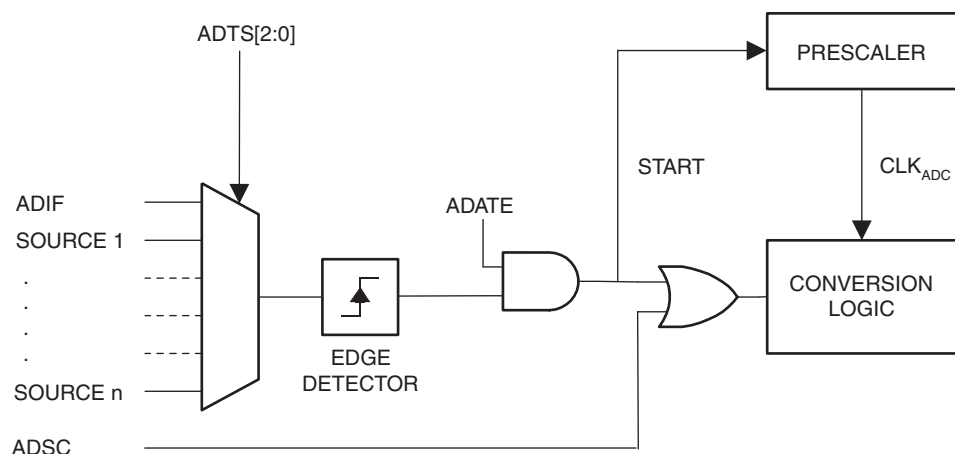 ADTS[2:0]
PRESCALER
START
CLKADC
ADIF
ADATE
SOURCE 1
.
.
.
.
CONVERSION
LOGIC
EDGE
DETECTOR
SOURCE n
ADSC